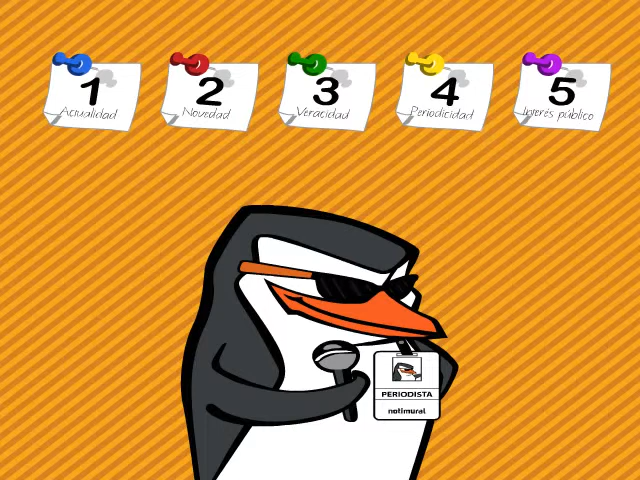 1 2 3 4 5
Actualidad Novedad Veracidad Periodicidad Interés público
PERIODISTA
notimural